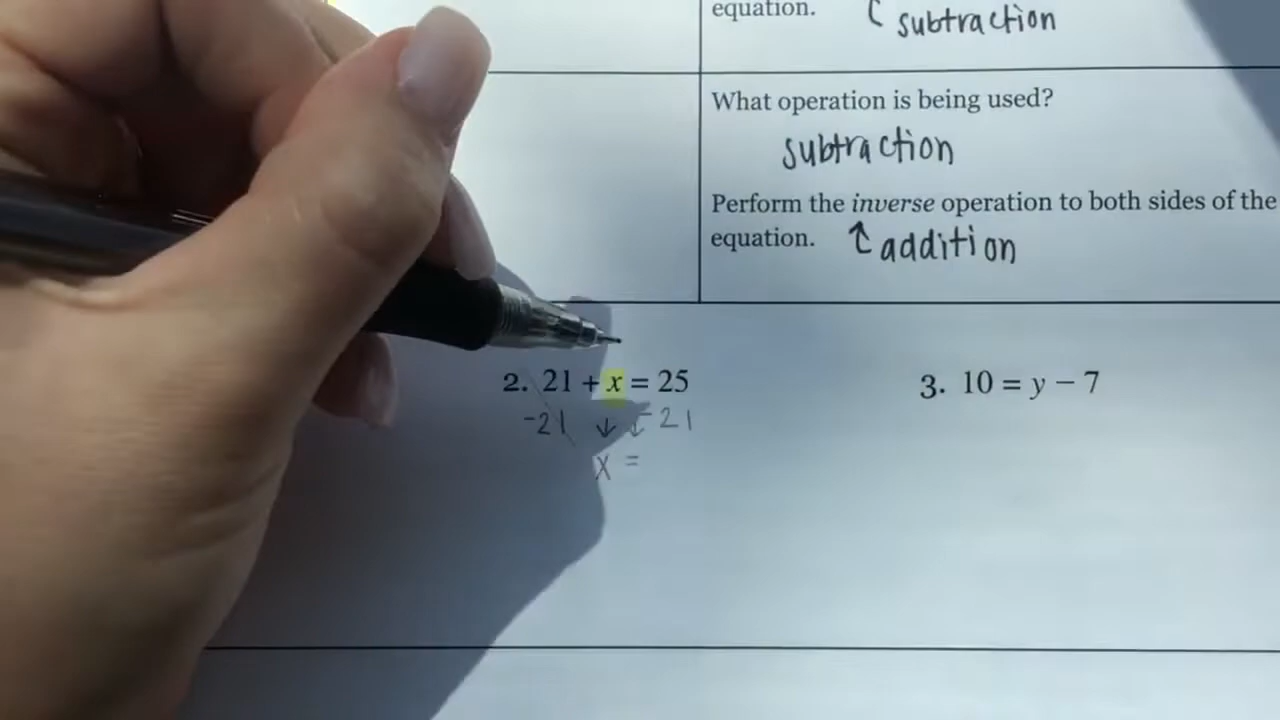 equation. subtraction
What operation is being used?
subtraction
Perform the inverse operation to both sides of the
equation. ↑ addition
2. 21 + x = 25
-21 ↓ ↓ -21
x =
3. 10 = y − 7